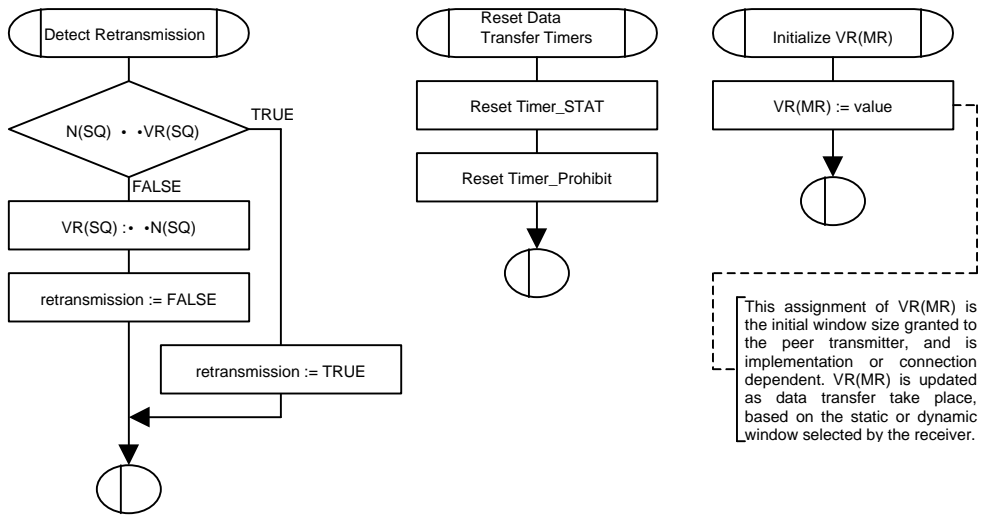 Detect Retransmission
N(SQ) • •VR(SQ)
TRUE
FALSE
VR(SQ) :• •N(SQ)
retransmission := FALSE
retransmission := TRUE
Reset Data
Transfer Timers
Reset Timer_STAT
Reset Timer_Prohibit
Initialize VR(MR)
VR(MR) := value
This assignment of VR(MR) is
the initial window size granted to
the peer transmitter, and is
implementation or connection
dependent. VR(MR) is updated
as data transfer take place,
based on the static or dynamic
window selected by the receiver.